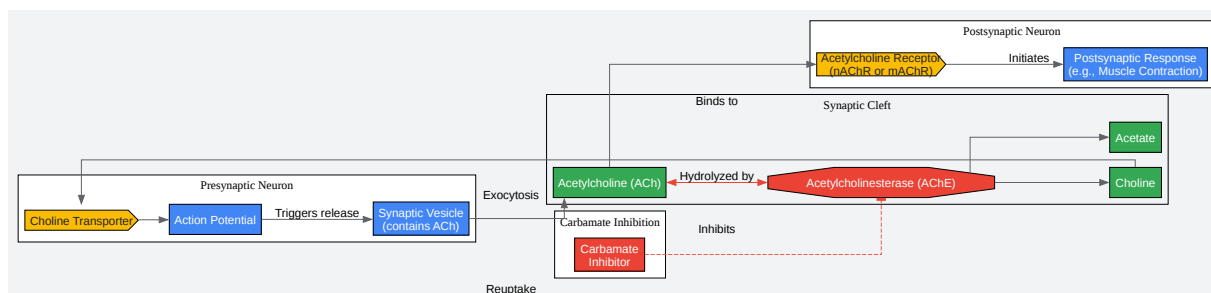 Postsynaptic Neuron
Acetylcholine Receptor
(nAChR or mAChR)
Initiates
Postsynaptic Response
(e.g., Muscle Contraction)
Binds to
Synaptic Cleft
Acetate
Acetylcholine (ACh)
Hydrolyzed by
Acetylcholinesterase (AChE)
Choline
Presynaptic Neuron
Exocytosis
Choline Transporter
Action Potential
Triggers release
Synaptic Vesicle
(contains ACh)
Carbamate Inhibition
Inhibits
Carbamate
Inhibitor
Reuptake